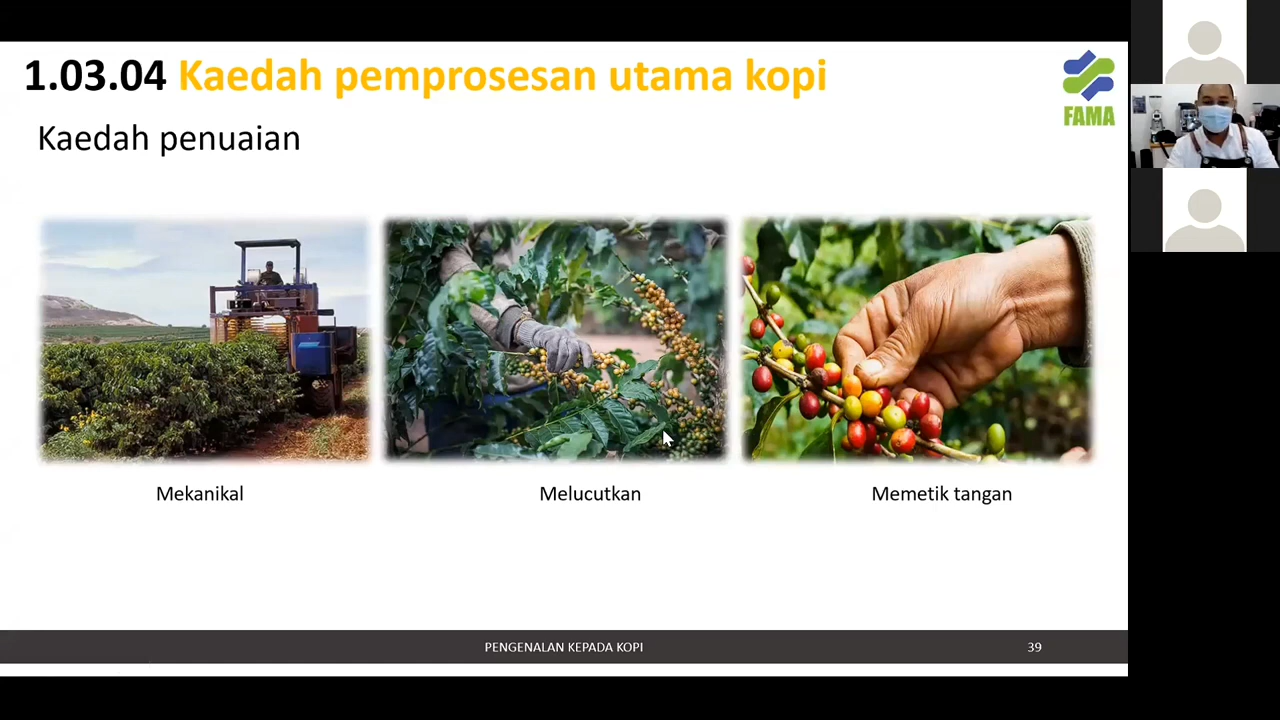 1.03.04 Kaedah pemprosesan utama kopi
FAMA
Kaedah penuaian
Mekanikal
Melucutkan
Memetik tangan
PENGENALAN KEPADA KOPI
39